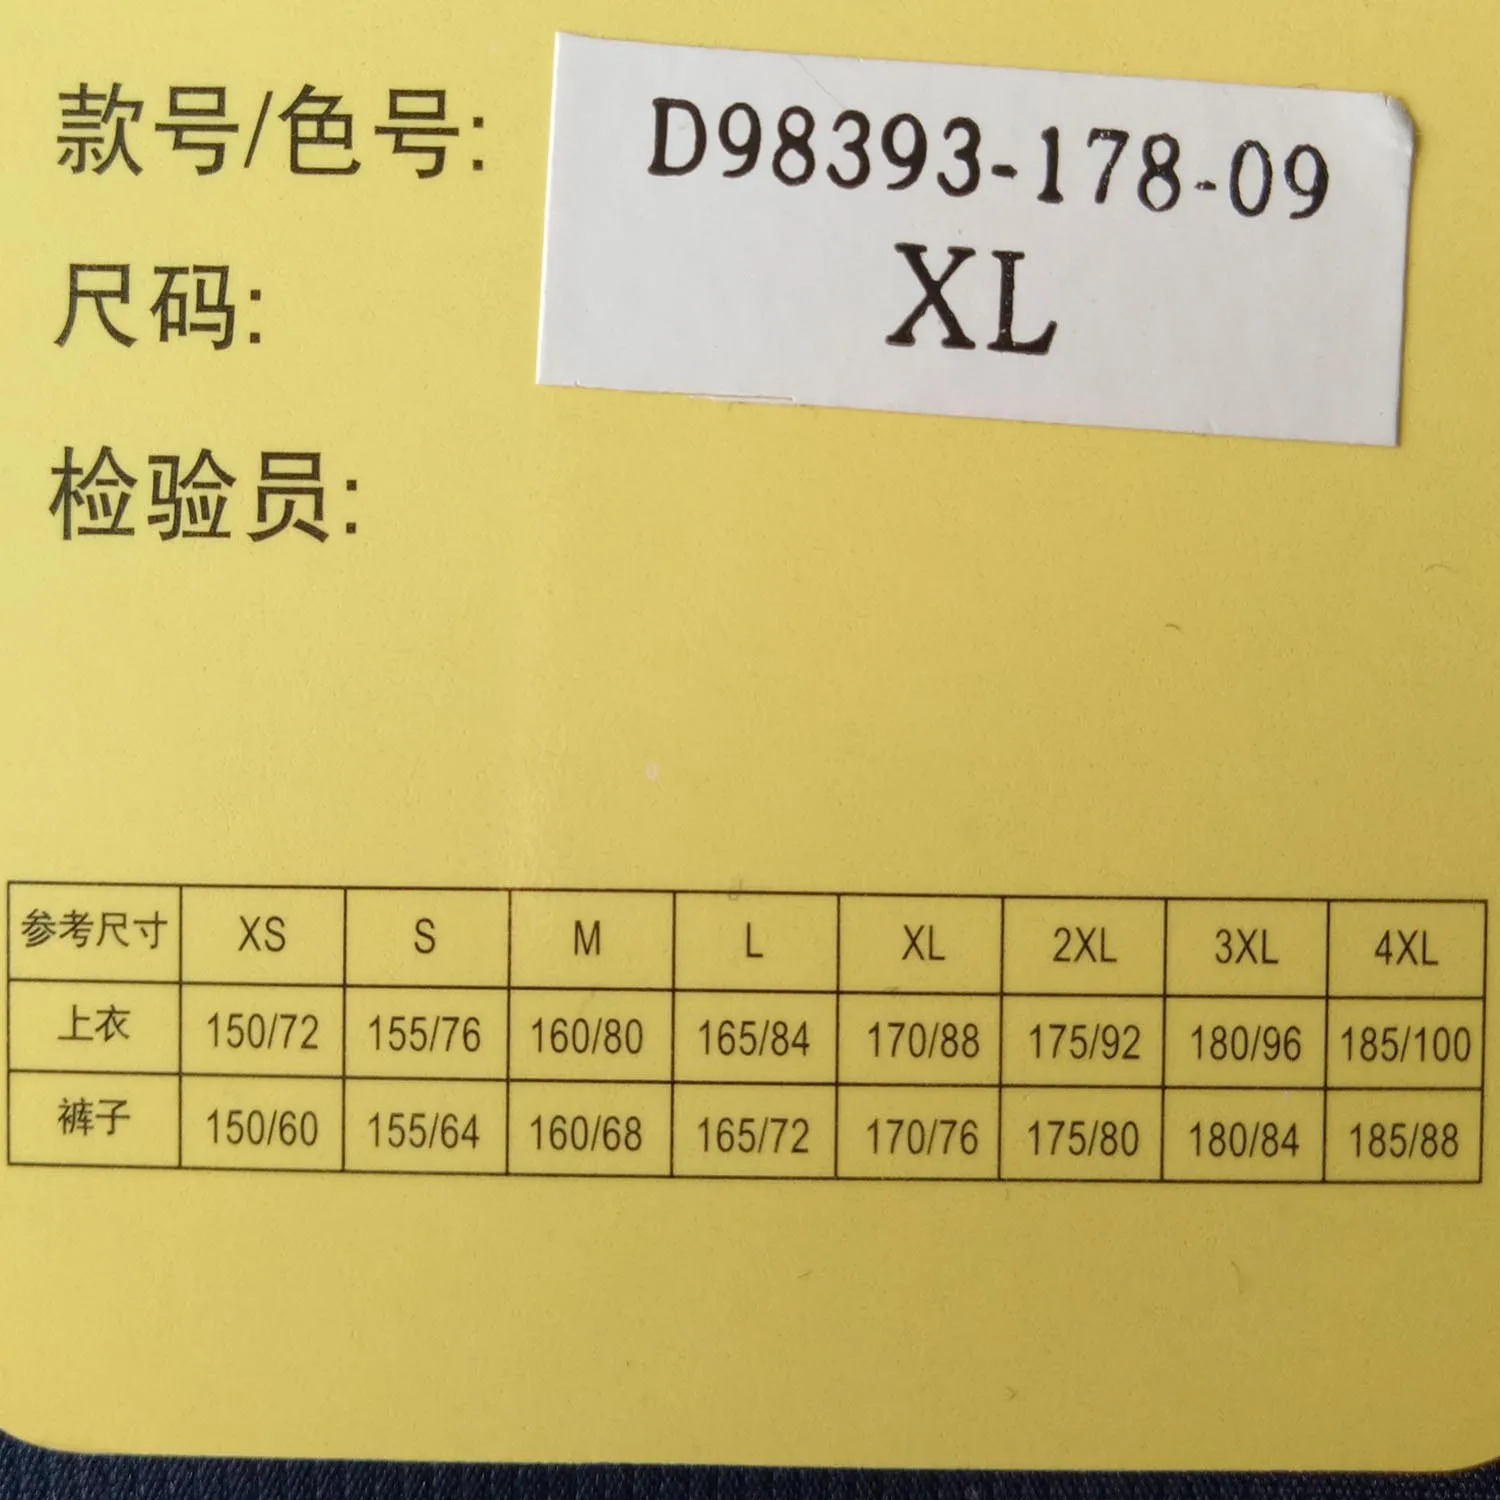 款号/色号: D98393-178-09
尺码: XL
检验员:
参考尺寸 XS S M L XL 2XL 3XL 4XL
上衣 150/72 155/76 160/80 165/84 170/88 175/92 180/96 185/100
裤子 150/60 155/64 160/68 165/72 170/76 175/80 180/84 185/88